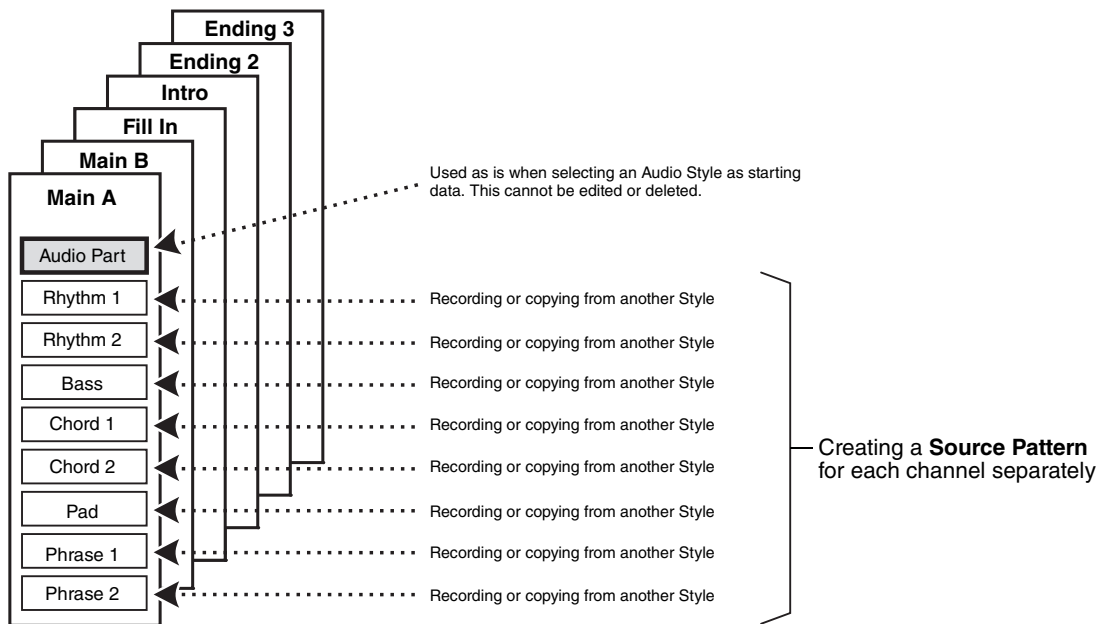 Ending 3
Ending 2
Intro
Fill In
Main B
Main A
Used as is when selecting an Audio Style as starting
data. This cannot be edited or deleted.
Audio Part
Rhythm 1
Recording or copying from another Style
Rhythm 2
Recording or copying from another Style
Bass
Recording or copying from another Style
Chord 1
Recording or copying from another Style
Chord 2
Recording or copying from another Style
Pad
Recording or copying from another Style
Phrase 1
Recording or copying from another Style
Phrase 2
Recording or copying from another Style
Creating a Source Pattern
for each channel separately